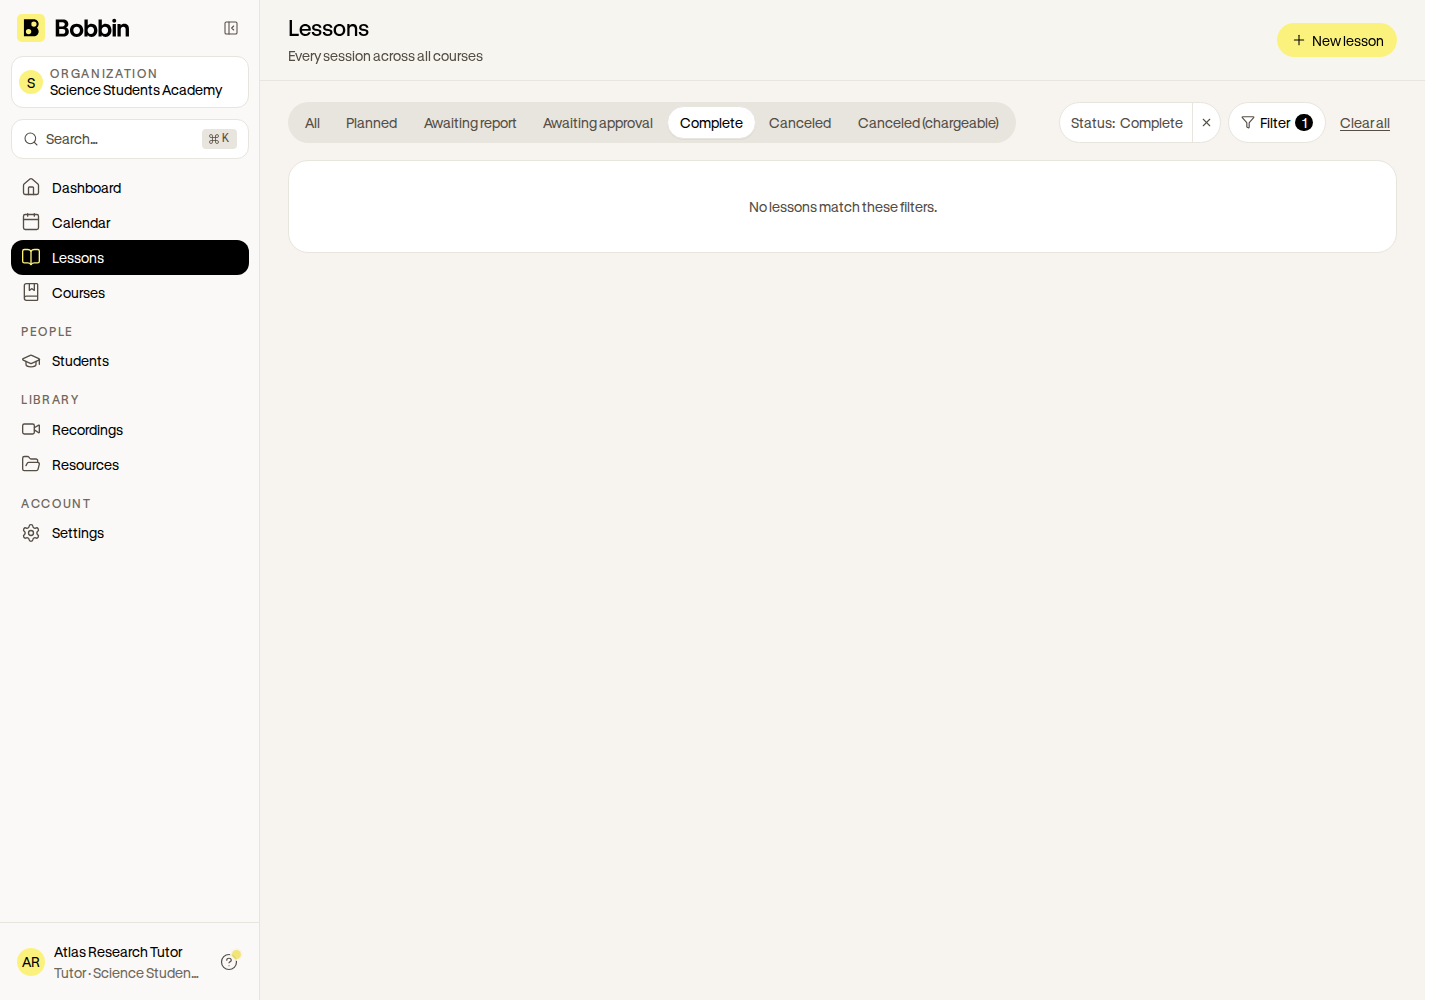 Bobbin
ORGANIZATION
S
Science Students Academy
Search...
⌘ K
Dashboard
Calendar
Lessons
Courses
PEOPLE
Students
LIBRARY
Recordings
Resources
ACCOUNT
Settings
AR
Atlas Research Tutor
Tutor · Science Studen...
Lessons
Every session across all courses
New lesson
All Planned Awaiting report Awaiting approval Complete Canceled Canceled (chargeable)
Status: Complete
Filter 1
Clear all
No lessons match these filters.